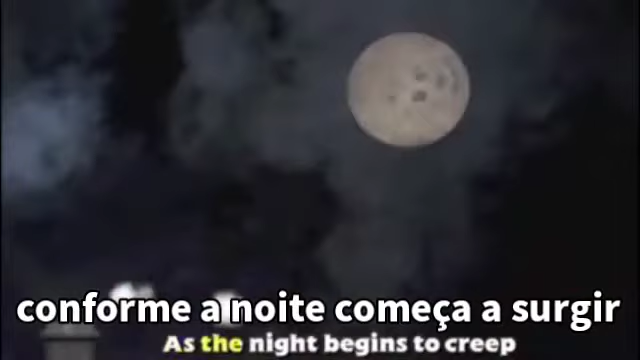 conforme a noite começa a surgir
As the night begins to creep